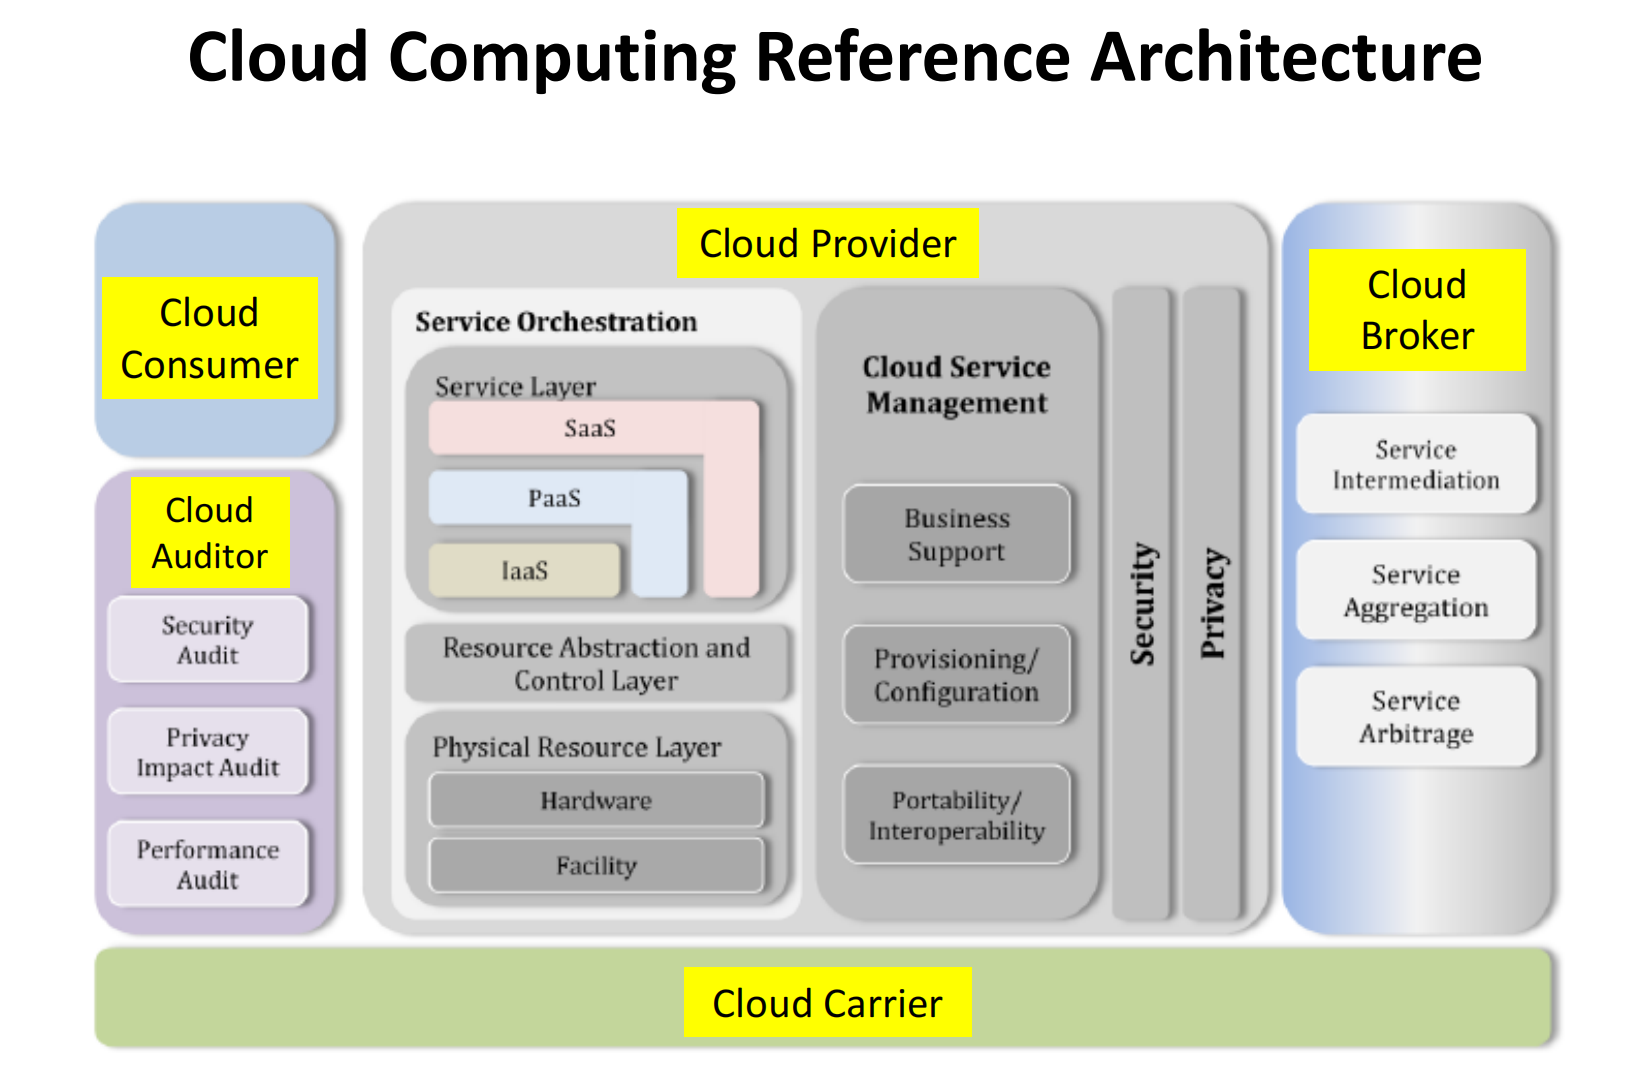 Cloud Computing Reference Architecture
Cloud
Consumer
Cloud
Auditor
Security
Audit
Privacy
Impact Audit
Performance
Audit
Cloud Provider
Service Orchestration
Service Layer
SaaS
PaaS
IaaS
Resource Abstraction and
Control Layer
Physical Resource Layer
Hardware
Facility
Cloud Service
Management
Business
Support
Provisioning/
Configuration
Portability/
Interoperability
Security
Privacy
Cloud
Broker
Service
Intermediation
Service
Aggregation
Service
Arbitrage
Cloud Carrier